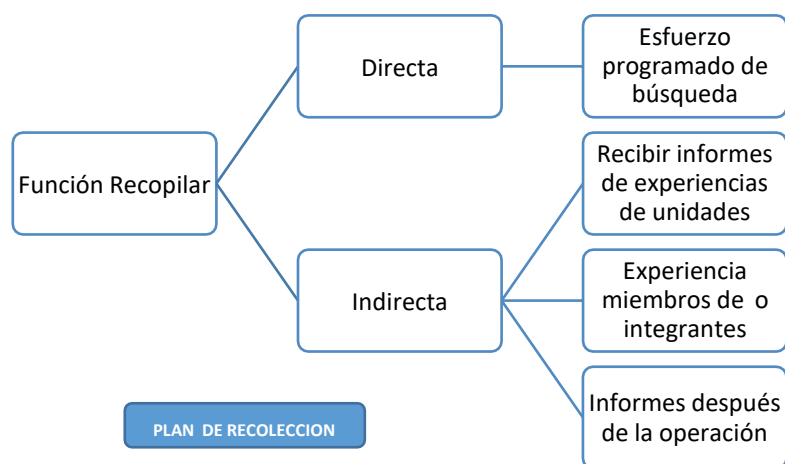 Función Recopilar
Directa
Esfuerzo
programado de
búsqueda
Indirecta
Recibir informes
de experiencias
de unidades
Experiencia
miembros de o
integrantes
Informes después
de la operación
PLAN DE RECOLECCION